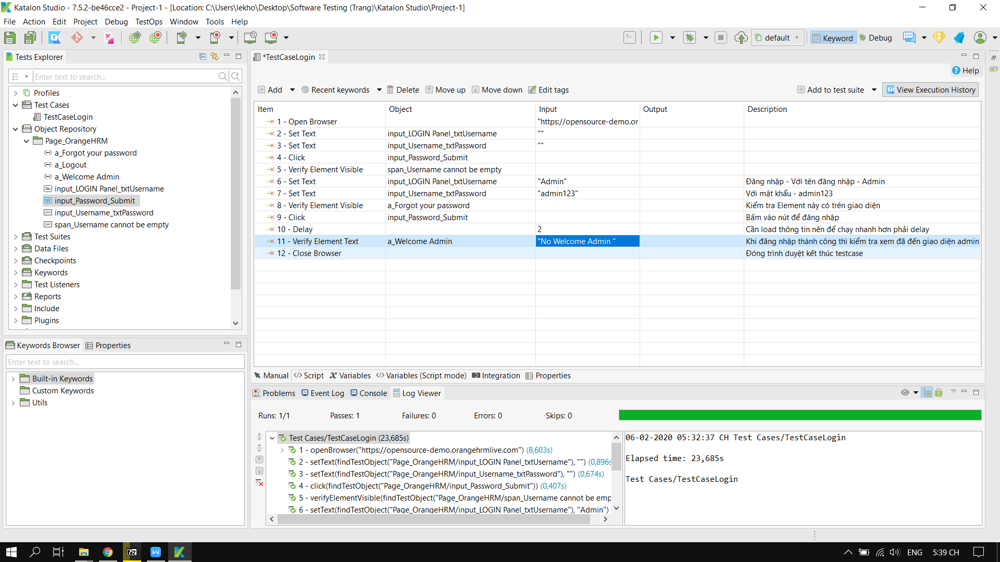 Katalon Studio - 7.5.2-be46cce2 - Project-1 - [Location: C:\Users\lekho\Desktop\Software Testing (Trang)\Katalon Studio\Project-1]
File Action Edit Project Debug TestOps Window Tools Help
default Keyword Debug
Tests Explorer
Enter text to search...
Profiles
Test Cases
TestCaseLogin
Object Repository
Page_OrangeHRM
a_Forgot your password
a_Logout
a_Welcome Admin
input_LOGIN Panel_txtUsername
bt input_Password_Submit
input_Username_txtPassword
span_Username cannot be empty
Test Suites
Data Files
Checkpoints
Keywords
Test Listeners
Reports
Include
Plugins
Keywords Browser Properties
Enter text to search...
Built-in Keywords
Custom Keywords
Utils
*TestCaseLogin
Help
Add Recent keywords Delete Move up Move down Edit tags Add to test suite View Execution History
Item Object Input Output Description
1 - Open Browser "https://opensource-demo.or
2 - Set Text input_LOGIN Panel_txtUsername ""
3 - Set Text input_Username_txtPassword ""
4 - Click input_Password_Submit
5 - Verify Element Visible span_Username cannot be empty
6 - Set Text input_LOGIN Panel_txtUsername "Admin" Đăng nhập - Với tên đăng nhập - Admin
7 - Set Text input_Username_txtPassword "admin123" Với mật khẩu - admin123
8 - Verify Element Visible a_Forgot your password Kiểm tra Element này có trên giao diện
9 - Click input_Password_Submit Bấm vào nút để đăng nhập
10 - Delay 2 Cần load thông tin nên để chạy nhanh hơn phải delay
11 - Verify Element Text a_Welcome Admin "No Welcome Admin " Khi đăng nhập thành công thì kiểm tra xem đã đến giao diện admin
12 - Close Browser Đóng trình duyệt kết thúc testcase
Manual Script Variables Variables (Script mode) Integration Properties
Problems Event Log Console Log Viewer
Runs: 1/1 Passes: 1 Failures: 0 Errors: 0 Skips: 0
Test Cases/TestCaseLogin (23,685s)
1 - openBrowser("https://opensource-demo.orangehrmlive.com") (8,603s)
2 - setText(findTestObject("Page_OrangeHRM/input_LOGIN Panel_txtUsername"), "") (0,896s
3 - setText(findTestObject("Page_OrangeHRM/input_Username_txtPassword"), "") (0,674s)
4 - click(findTestObject("Page_OrangeHRM/input_Password_Submit")) (0,407s)
5 - verifyElementVisible(findTestObject("Page_OrangeHRM/span_Username cannot be emp
6 - setText(findTestObject("Page_OrangeHRM/input_LOGIN Panel_txtUsername"), "Admin")
06-02-2020 05:32:37 CH Test Cases/TestCaseLogin
Elapsed time: 23,685s
Test Cases/TestCaseLogin
ENG 5:39 CH